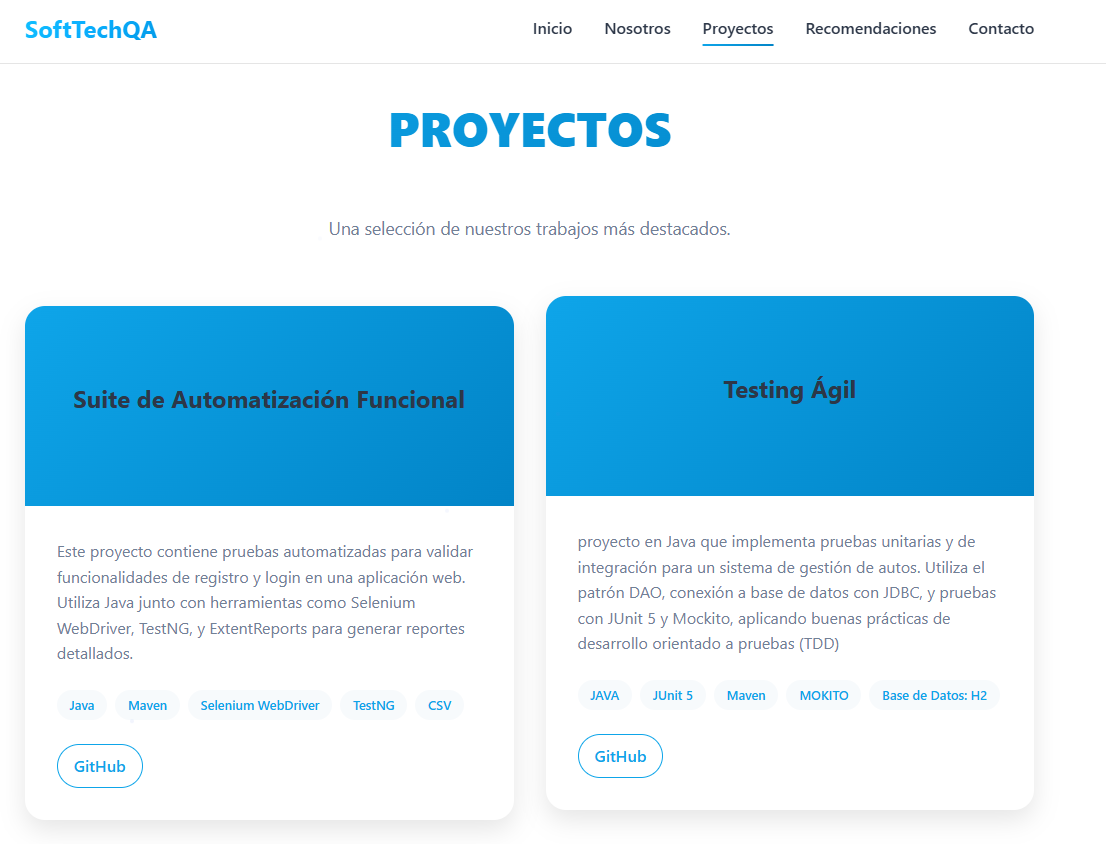 SoftTechQA
Inicio
Nosotros
Proyectos
Recomendaciones
Contacto
PROYECTOS
Una selección de nuestros trabajos más destacados.
Suite de Automatización Funcional
Este proyecto contiene pruebas automatizadas para validar
funcionalidades de registro y login en una aplicación web.
Utiliza Java junto con herramientas como Selenium
WebDriver, TestNG, y ExtentReports para generar reportes
detallados.
Java
Maven
Selenium WebDriver
TestNG
CSV
GitHub
Testing Ágil
proyecto en Java que implementa pruebas unitarias y de
integración para un sistema de gestión de autos. Utiliza el
patrón DAO, conexión a base de datos con JDBC, y pruebas
con JUnit 5 y Mockito, aplicando buenas prácticas de
desarrollo orientado a pruebas (TDD)
JAVA
JUnit 5
Maven
MOKITO
Base de Datos: H2
GitHub